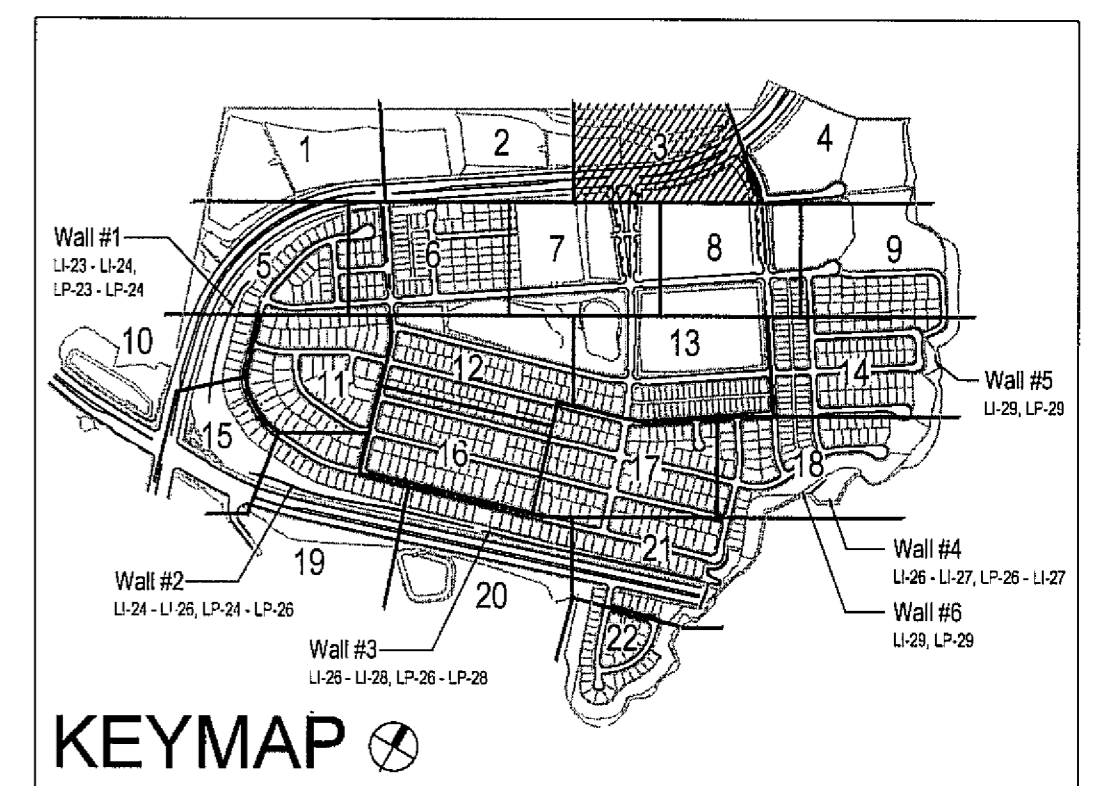 1
2
3
4
Wall #1
LI-23 - LI-24,
LP-23 - LP-24
5
6
7
8
9
10
11
12
13
14
Wall #5
LI-29, LP-29
15
16
17
18
Wall #4
LI-26 - LI-27, LP-26 - LI-27
Wall #6
LI-29, LP-29
19
20
21
22
Wall #2
LI-24 - LI-26, LP-24 - LP-26
Wall #3
LI-26 - LI-28, LP-26 - LP-28
KEYMAP